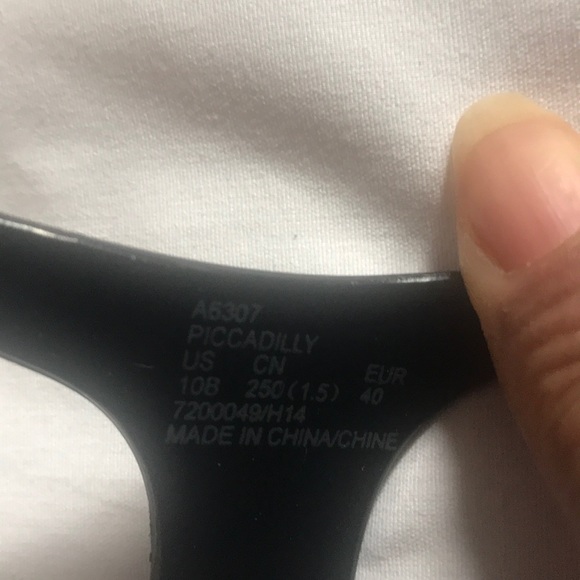 A6307
PICCADILLY
US CN EUR
10B 250(1.5) 40
7200049/H14
MADE IN CHINA/CHINE